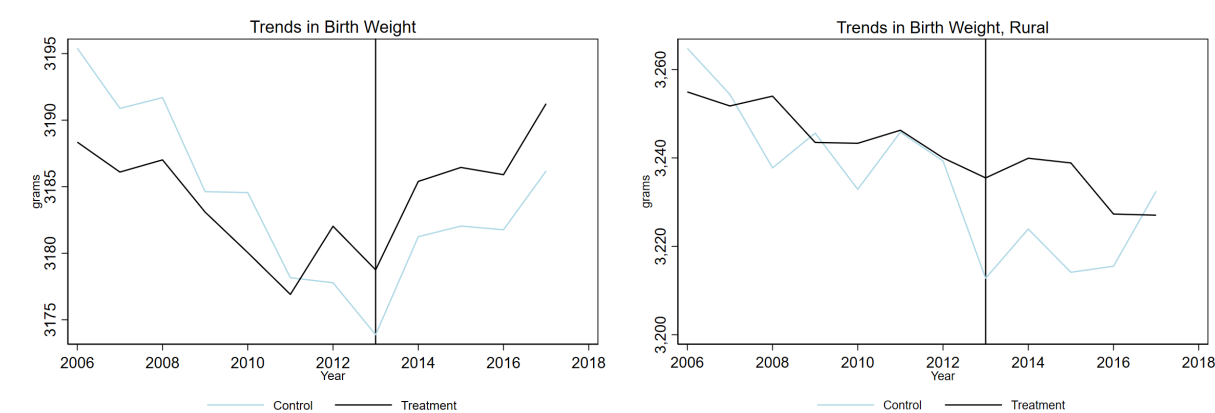 Trends in Birth Weight
3195
3190
3185
3180
3175
grams
2006 2008 2010 2012 2014 2016 2018
Year
Control Treatment
Trends in Birth Weight, Rural
3,260
3,240
3,220
3,200
grams
2006 2008 2010 2012 2014 2016 2018
Year
Control Treatment